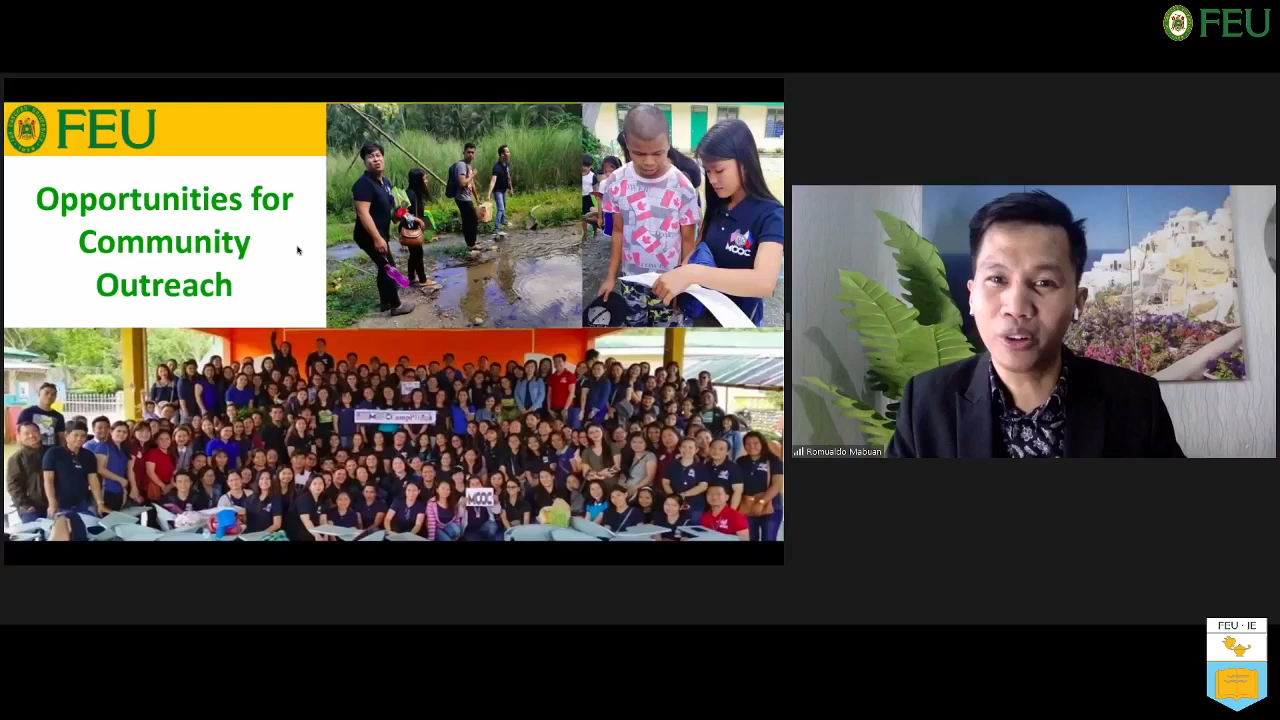 FEU
FEU
Opportunities for
Community
Outreach
MOOC
MOOC
Romualdo Mabuan
FEU · IE